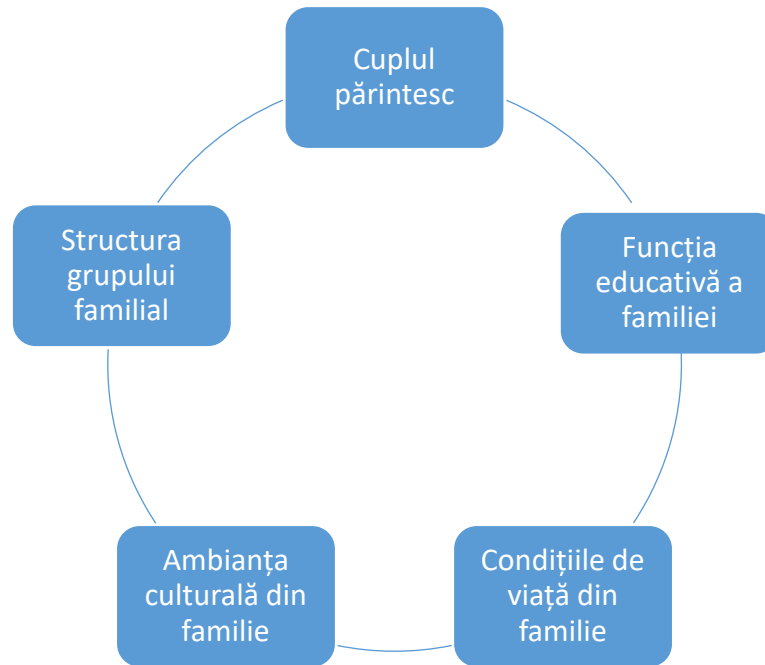 Cuplul
părintesc
Funcția
educativă a
familiei
Condițiile de
viață din
familie
Ambianța
culturală din
familie
Structura
grupului
familial